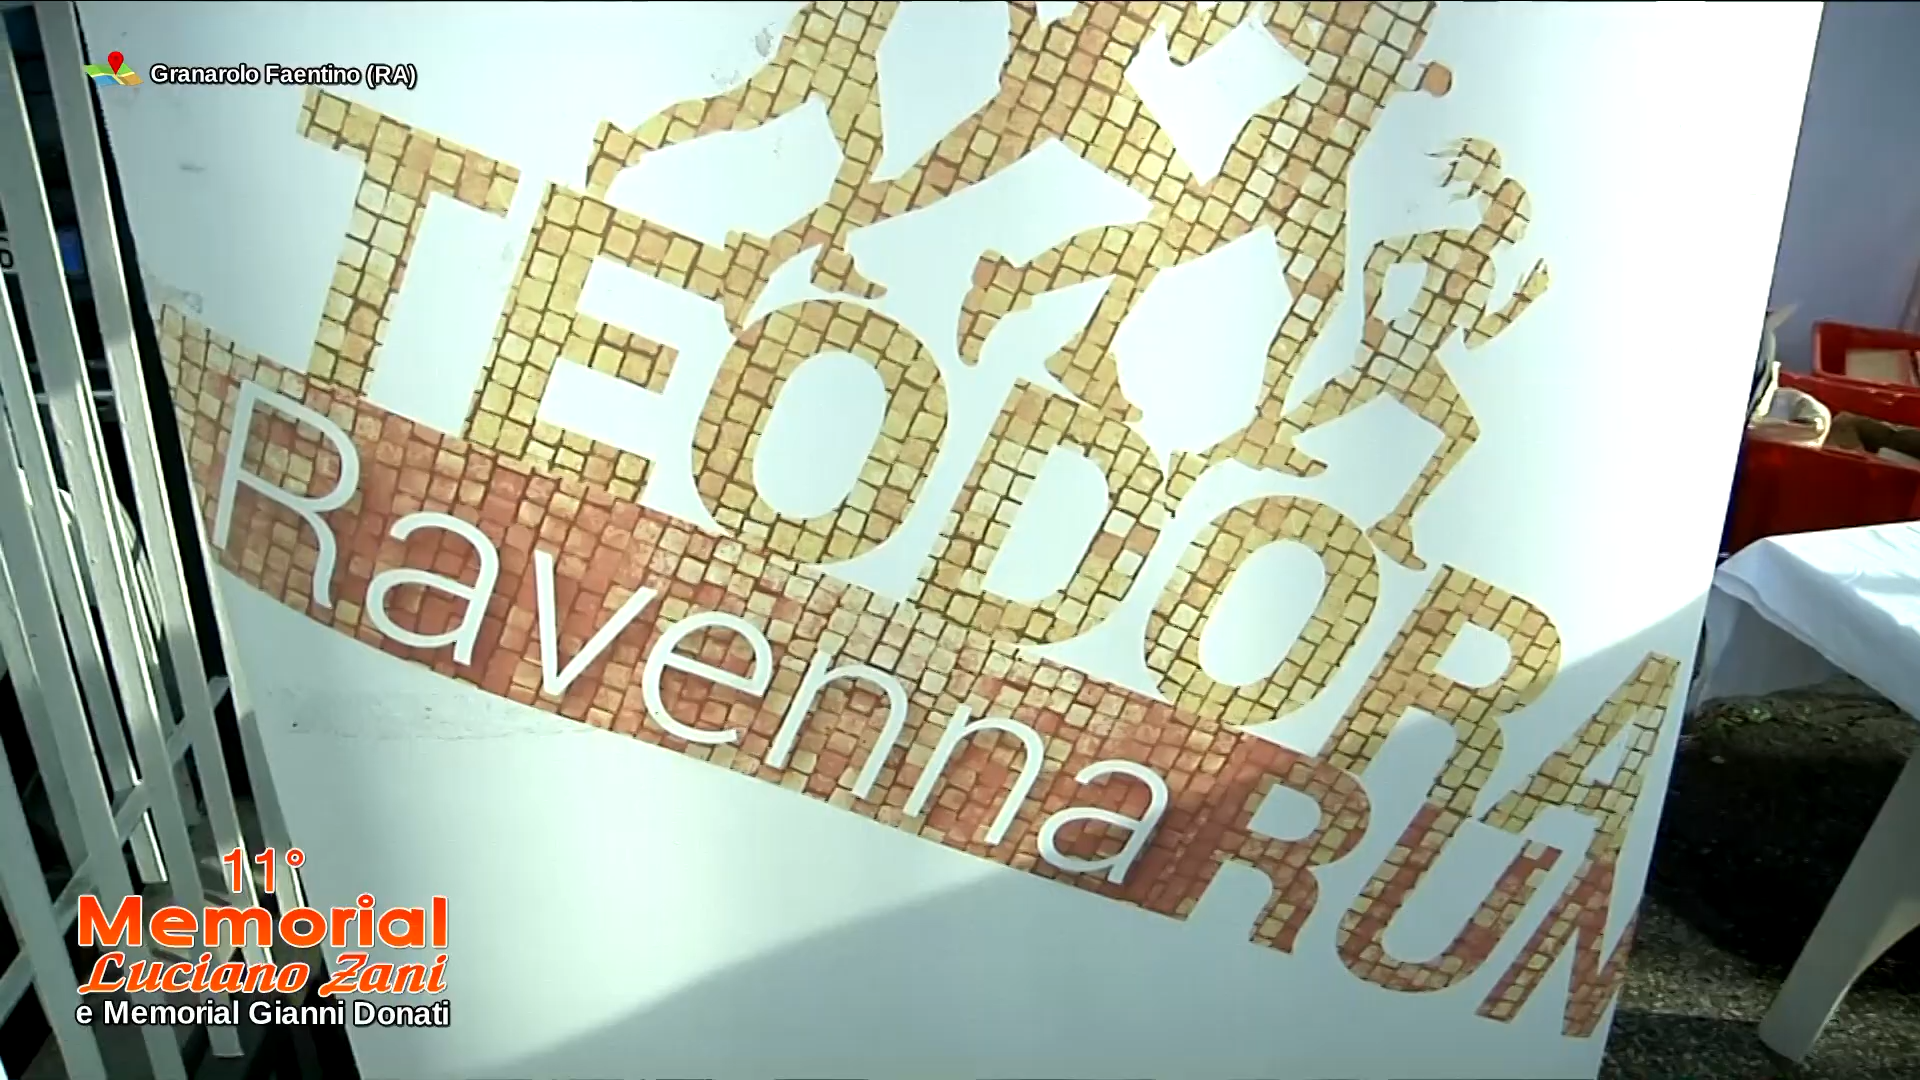 Granarolo Faentino (RA)
TEODORA
Ravenna RUN
11°
Memorial
Luciano Zani
e Memorial Gianni Donati